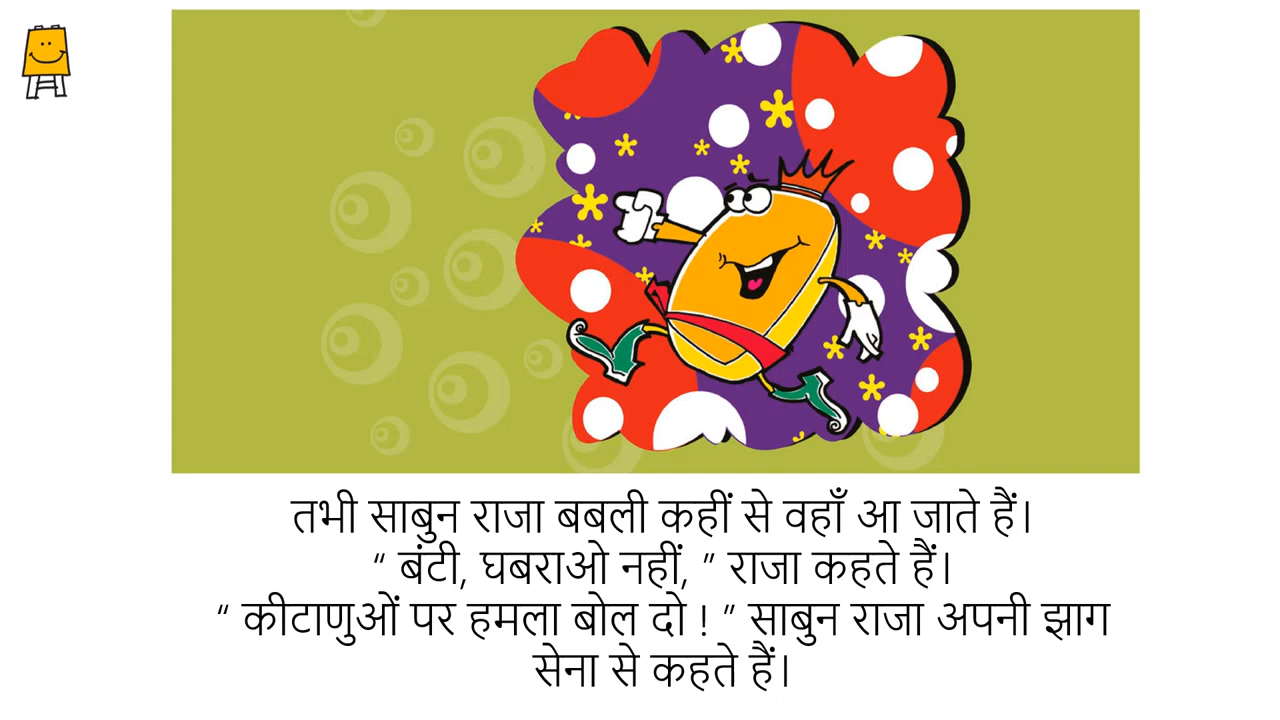 तभी साबुन राजा बबली कहीं से वहाँ आ जाते हैं।
“ बंटी, घबराओ नहीं, ” राजा कहते हैं।
“ कीटाणुओं पर हमला बोल दो ! ” साबुन राजा अपनी झाग
सेना से कहते हैं।